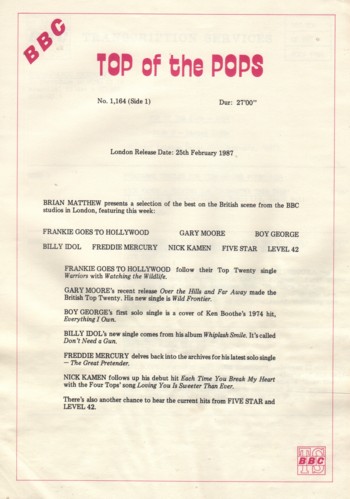 BBC
TOP of the POPS
No. 1,164 (Side 1) Dur: 27'00"
London Release Date: 25th February 1987
BRIAN MATTHEW presents a selection of the best on the British scene from the BBC
studios in London, featuring this week:
FRANKIE GOES TO HOLLYWOOD GARY MOORE BOY GEORGE
BILLY IDOL FREDDIE MERCURY NICK KAMEN FIVE STAR LEVEL 42
FRANKIE GOES TO HOLLYWOOD follow their Top Twenty single
Warriors with Watching the Wildlife.
GARY MOORE'S recent release Over the Hills and Far Away made the
British Top Twenty. His new single is Wild Frontier.
BOY GEORGE'S first solo single is a cover of Ken Boothe's 1974 hit,
Everything I Own.
BILLY IDOL'S new single comes from his album Whiplash Smile. It's called
Don't Need a Gun.
FREDDIE MERCURY delves back into the archives for his latest solo single
— The Great Pretender.
NICK KAMEN follows up his debut hit Each Time You Break My Heart
with the Four Tops' song Loving You Is Sweeter Than Ever.
There's also another chance to hear the current hits from FIVE STAR and
LEVEL 42.
BBC
TS